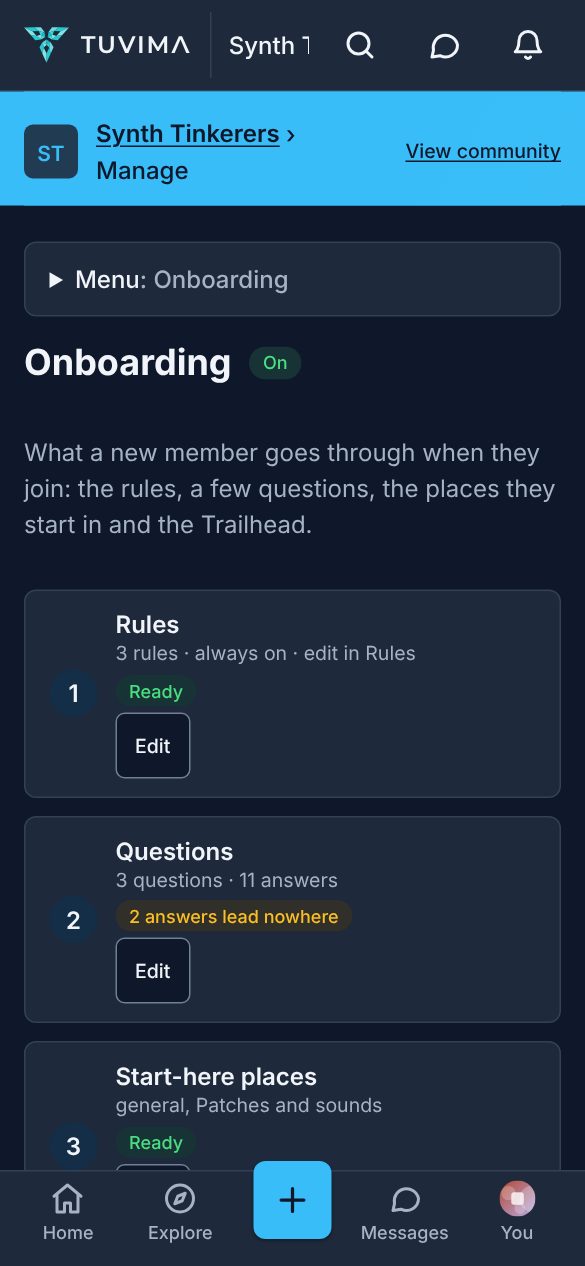 TUVIMA
Synth T
ST
Synth Tinkerers ›
Manage
View community
▶ Menu: Onboarding
Onboarding
On
What a new member goes through when they
join: the rules, a few questions, the places they
start in and the Trailhead.
1
Rules
3 rules · always on · edit in Rules
Ready
Edit
2
Questions
3 questions · 11 answers
2 answers lead nowhere
Edit
3
Start-here places
general, Patches and sounds
Ready
Home
Explore
+
Messages
You